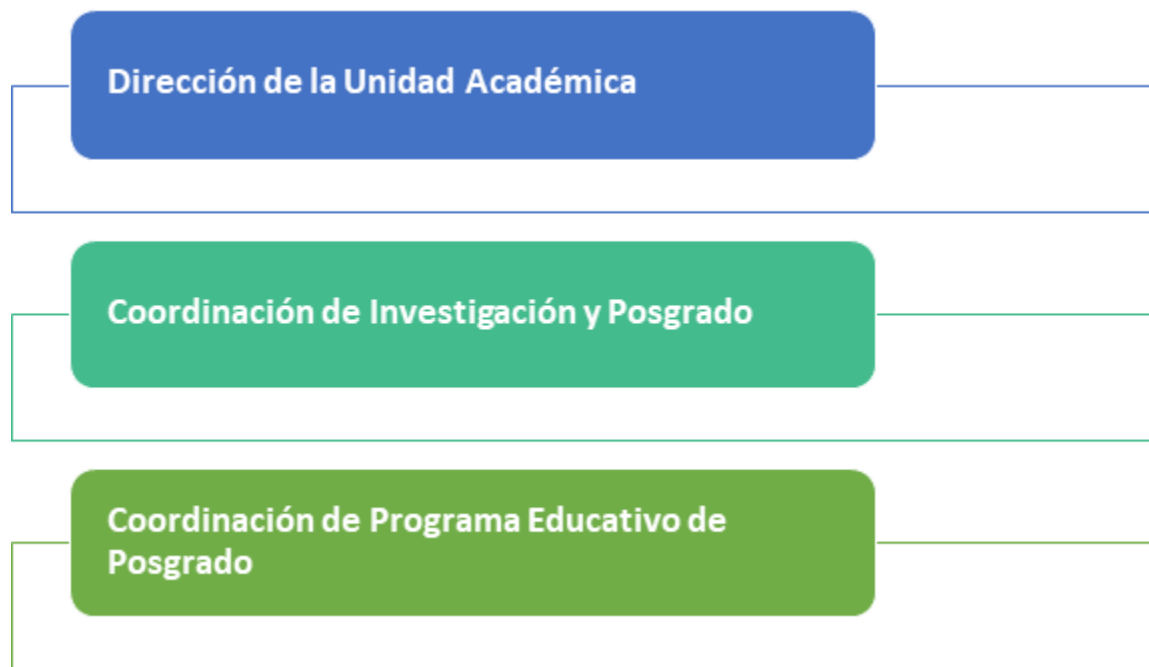 Dirección de la Unidad Académica
Coordinación de Investigación y Posgrado
Coordinación de Programa Educativo de
Posgrado